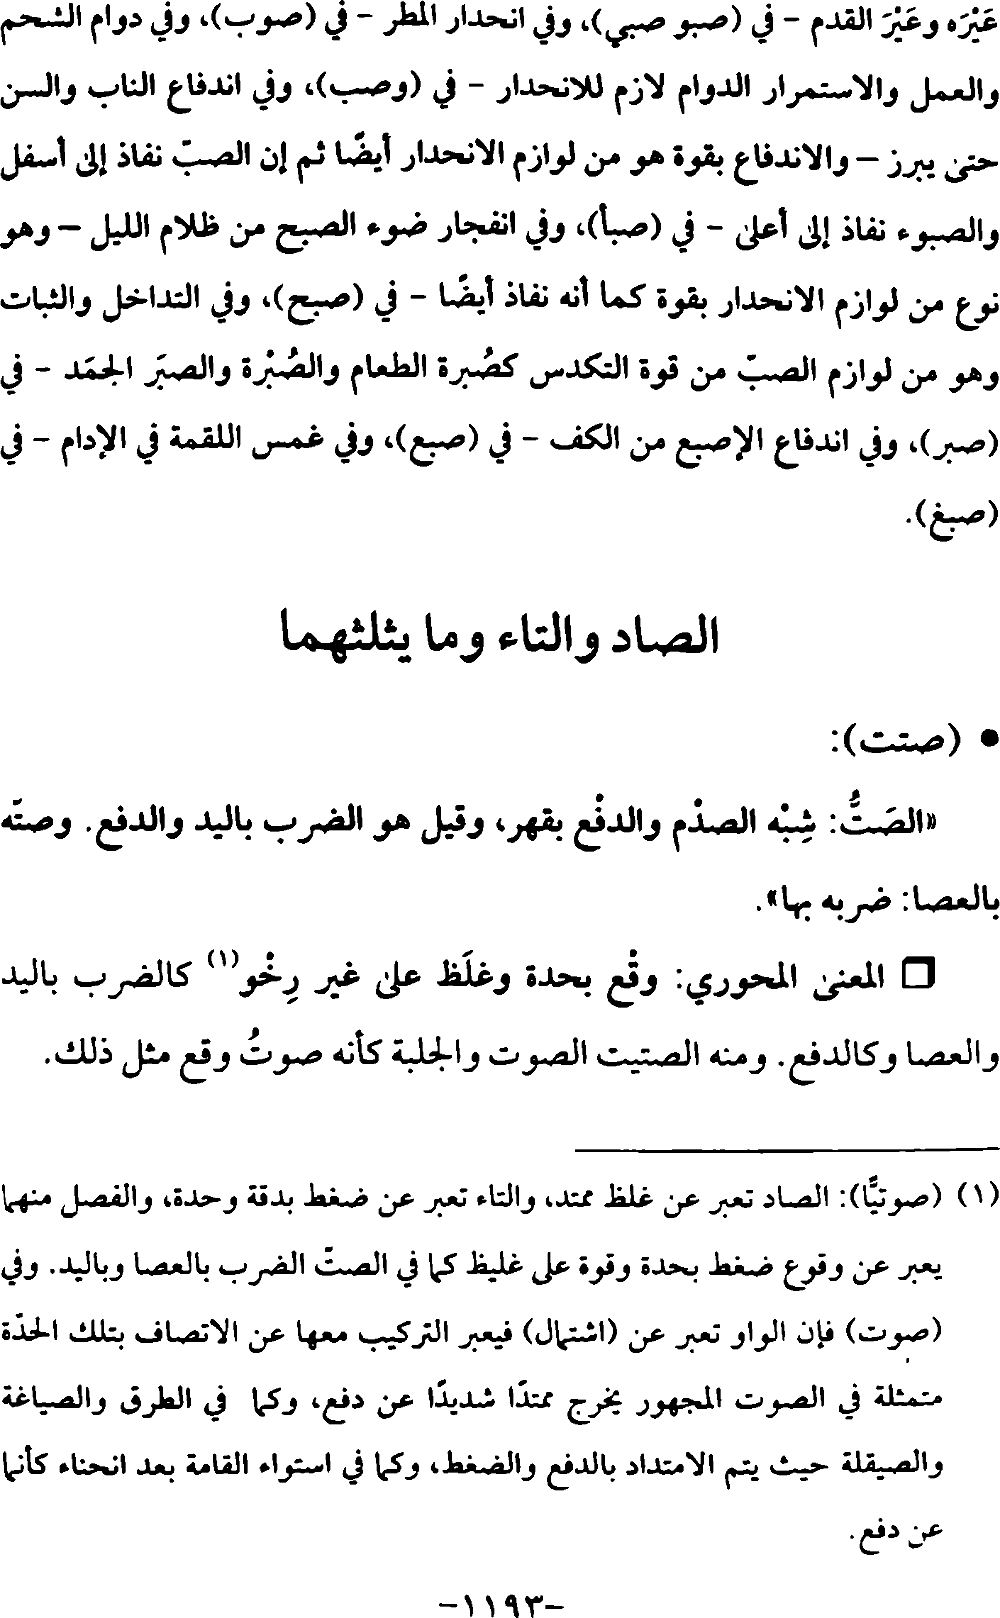 عَيْرَه وعَيْرَ القدم – في (صبو صبي)، وفي انحدار المطر – في (صوب)، وفي دوام الشحم
والعمل والاستمرار الدوام لازم للانحدار – في (وصب)، وفي اندفاع الناب والسن
حتى يبرز – والاندفاع بقوة هو من لوازم الانحدار أيضًا ثم إن الصبّ نفاذ إلى أسفل
والصبوء نفاذ إلى أعلى – في (صبأ)، وفي انفجار ضوء الصبح من ظلام الليل – وهو
نوع من لوازم الانحدار بقوة كما أنه نفاذ أيضًا – في (صبح)، وفي التداخل والثبات
وهو من لوازم الصبّ من قوة التكدس كصُبرة الطعام والصُبْرة والصبَر الجمَد – في
(صبر)، وفي اندفاع الإصبع من الكف – في (صبع)، وفي غمس اللقمة في الإدام – في
(صبغ).
الصاد والتاء وما يثلثهما
● (صتت):
«الصَتُّ: شِبْه الصدْم والدفْع بقهر، وقيل هو الضرب باليد والدفع. وصتّه
بالعصا: ضربه بها».
❒ المعنى المحوري: وقْع بحدة وغلَظ على غير رِخْو(١) كالضرب باليد
والعصا وكالدفع. ومنه الصتيت الصوت والجلبة كأنه صوتُ وقع مثل ذلك.
(١) (صوتيًّا): الصاد تعبر عن غلظ ممتد، والتاء تعبر عن ضغط بدقة وحدة، والفصل منهما
يعبر عن وقوع ضغط بحدة وقوة على غليظ كما في الصتّ الضرب بالعصا وباليد. وفي
(صوت) فإن الواو تعبر عن (اشتمال) فيعبر التركيب معها عن الاتصاف بتلك الحدّة
متمثلة في الصوت المجهور يخرج ممتدًا شديدًا عن دفع، وكما في الطرق والصياغة
والصيقلة حيث يتم الامتداد بالدفع والضغط، وكما في استواء القامة بعد انحناء كأنما
عن دفع.
–١١٩٣–